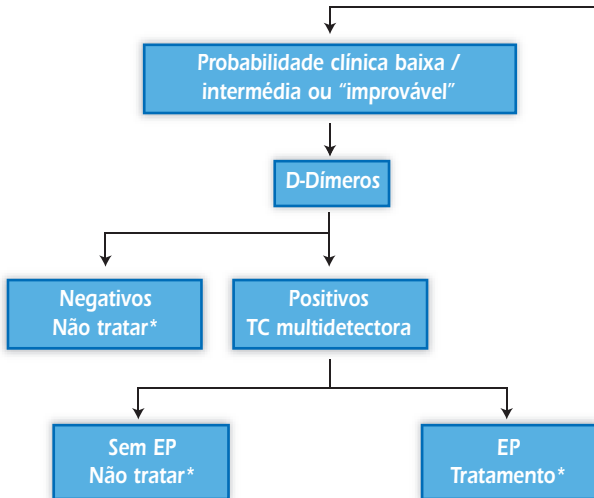 Probabilidade clínica baixa /
intermédia ou “improvável”
D-Dímeros
Negativos
Não tratar*
Positivos
TC multidetectora
Sem EP
Não tratar*
EP
Tratamento*